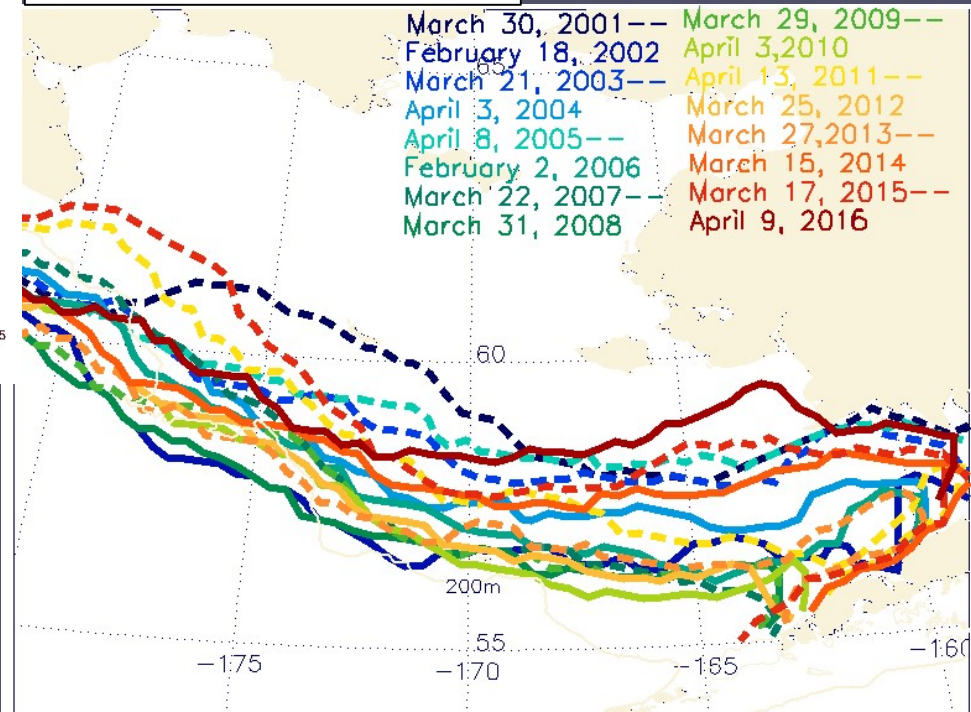 March 30, 2001--
February 18, 2002
March 21, 2003--
April 3, 2004
April 8, 2005--
February 2, 2006
March 22, 2007--
March 31, 2008
March 29, 2009--
April 3,2010
April 13, 2011--
March 25, 2012
March 27,2013--
March 15, 2014
March 17, 2015--
April 9, 2016
65
5
60
200m
55
-175
-170
-165
-160